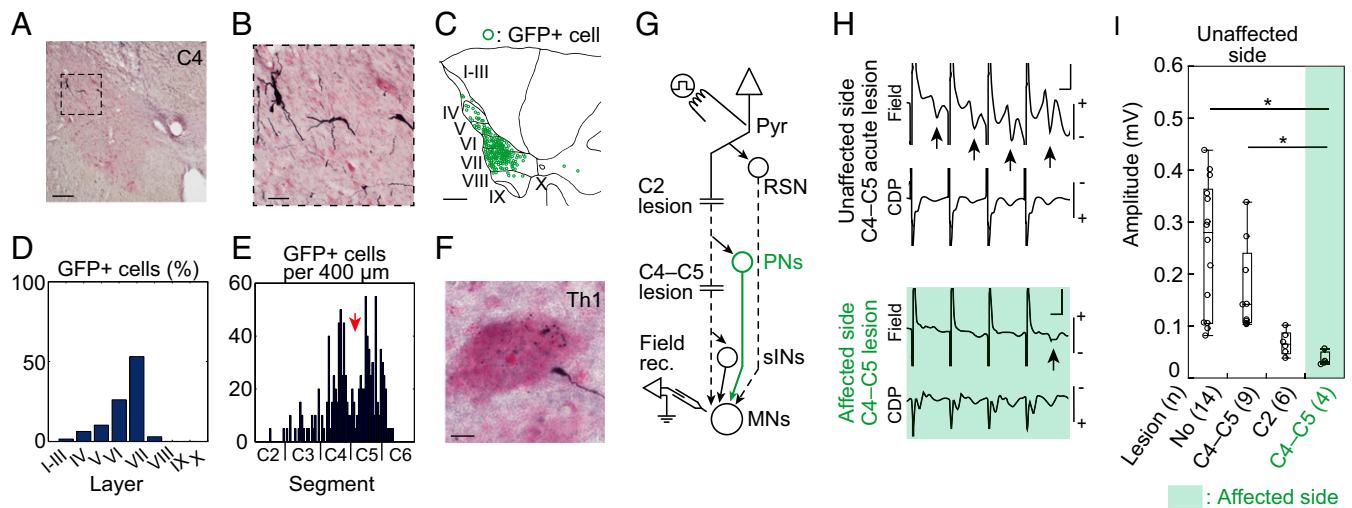 A
C4
B
C
: GFP+ cell
I-III
IV
V
VI
VII
VIII
IX
X
D
GFP+ cells (%)
100
50
0
I-III
IV
V
VI
VII
VIII
IX
X
Layer
E
GFP+ cells
per 400 µm
60
40
20
0
C2
C3
C4
C5
C6
Segment
F
Th1
G
Pyr
RSN
C2
lesion
PNs
C4–C5
lesion
Field
rec.
sINs
MNs
H
Unaffected side
C4–C5 acute lesion
Field
+
-
CDP
-
+
Affected side
C4–C5 lesion
Field
+
-
CDP
-
+
I
Unaffected
side
Amplitude (mV)
0.6
0.5
0.4
0.3
0.2
0.1
0
*
*
Lesion (n)
No (14)
C4–C5 (9)
C2 (6)
C4–C5 (4)
: Affected side